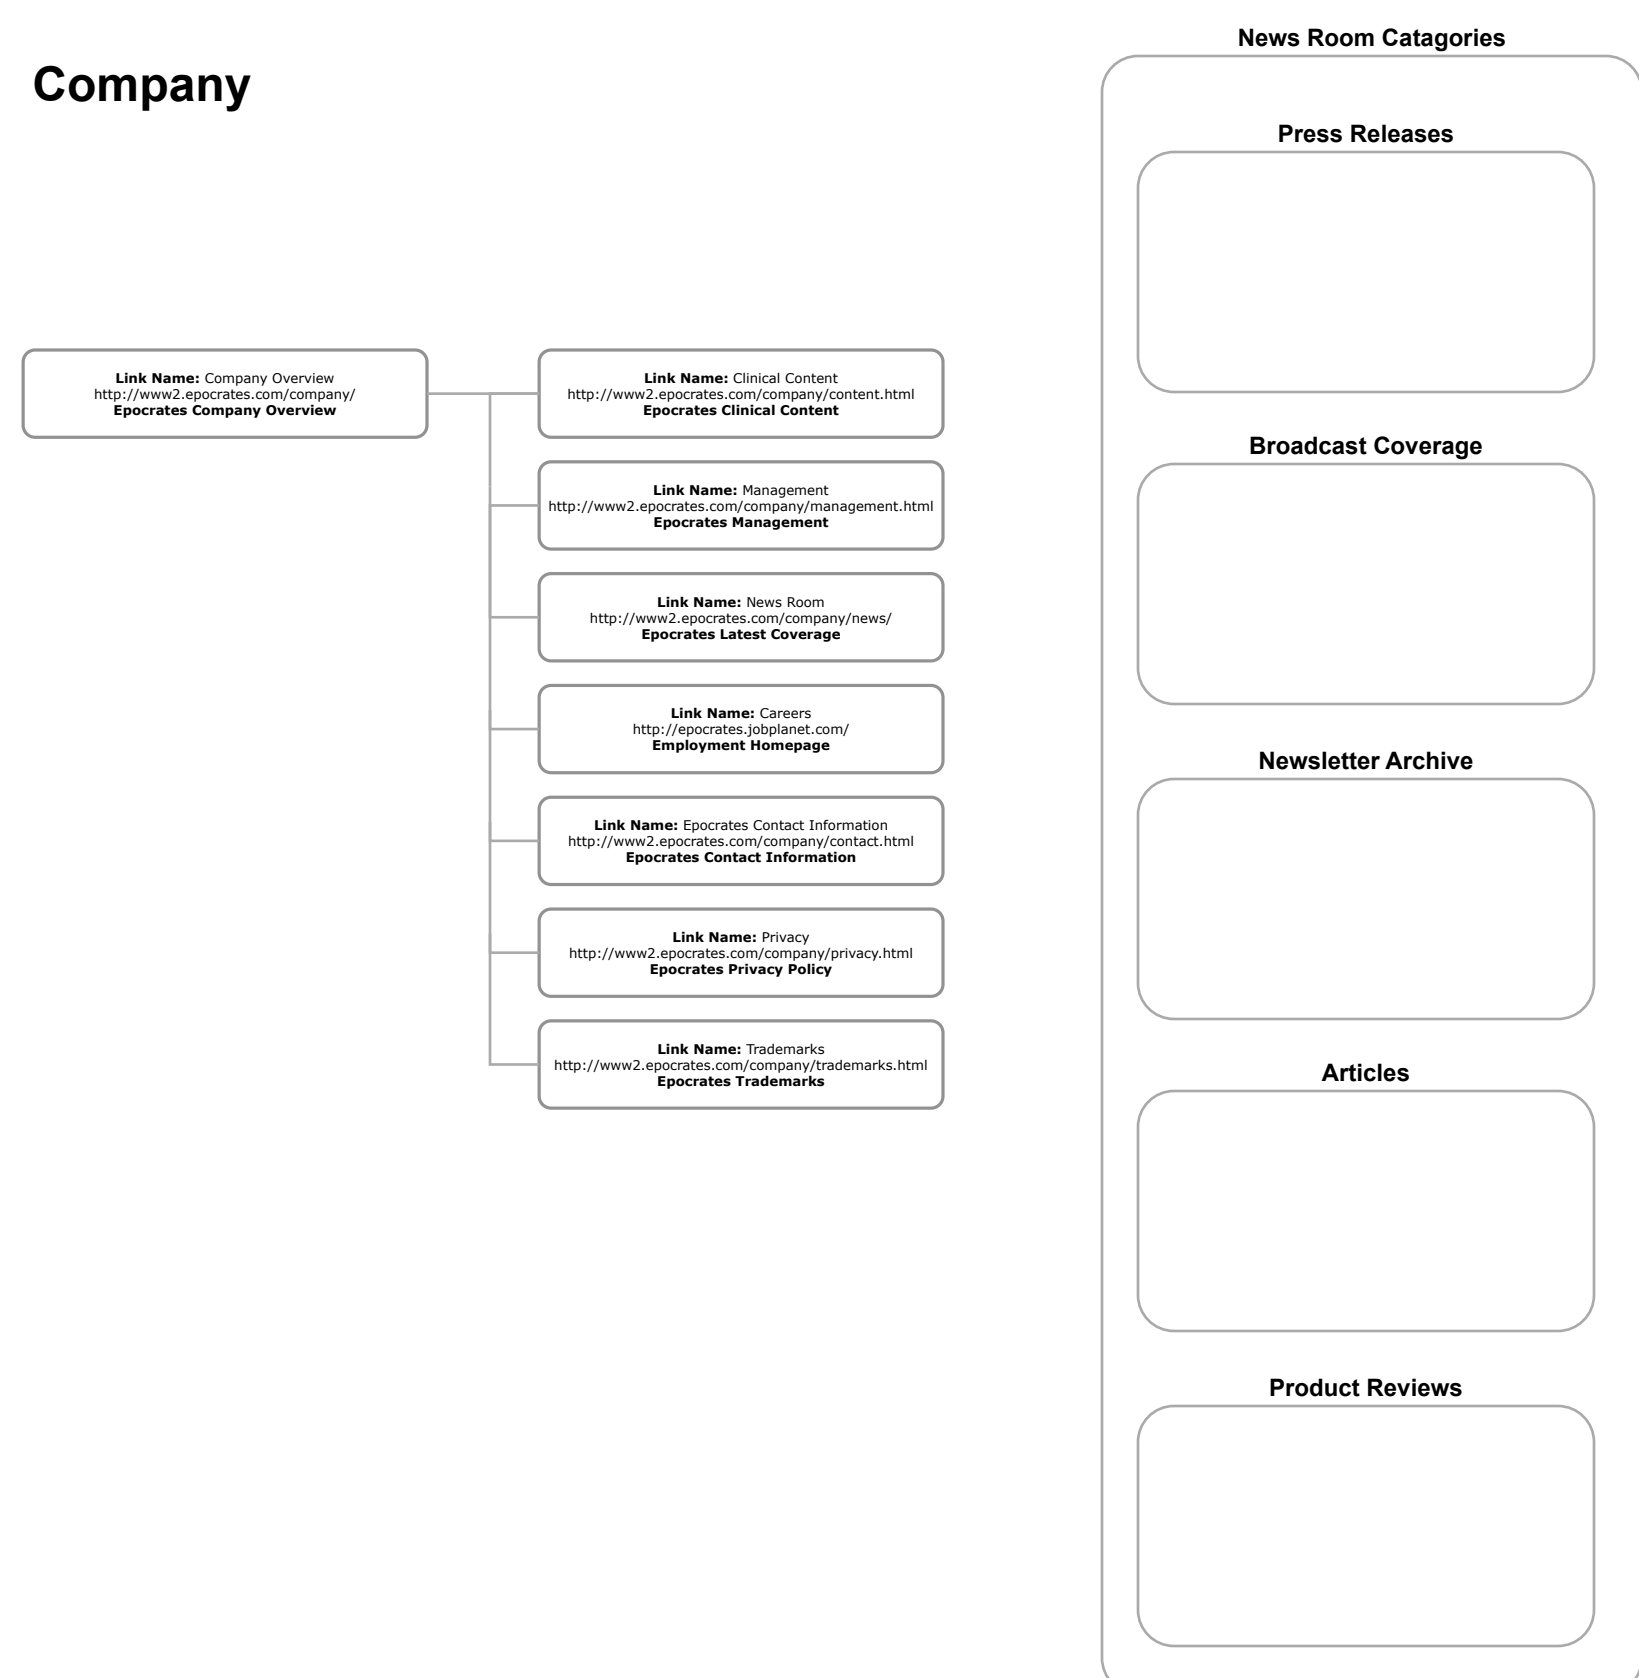 Company
Link Name: Company Overview
http://www2.epocrates.com/company/
Epocrates Company Overview
Link Name: Clinical Content
http://www2.epocrates.com/company/content.html
Epocrates Clinical Content
Link Name: Management
http://www2.epocrates.com/company/management.html
Epocrates Management
Link Name: News Room
http://www2.epocrates.com/company/news/
Epocrates Latest Coverage
Link Name: Careers
http://epocrates.jobplanet.com/
Employment Homepage
Link Name: Epocrates Contact Information
http://www2.epocrates.com/company/contact.html
Epocrates Contact Information
Link Name: Privacy
http://www2.epocrates.com/company/privacy.html
Epocrates Privacy Policy
Link Name: Trademarks
http://www2.epocrates.com/company/trademarks.html
Epocrates Trademarks
News Room Catagories
Press Releases
Broadcast Coverage
Newsletter Archive
Articles
Product Reviews